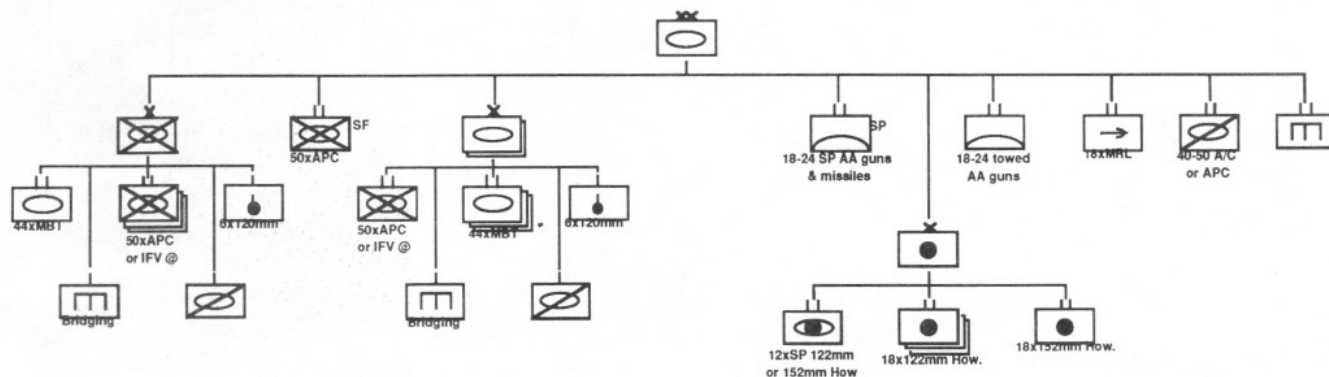 SF
SP
50xAPC
18-24 SP AA guns
& missiles
18-24 towed
AA guns
18xMRL
40-50 A/C
or APC
44xMBT
50xAPC
or IFV @
6x120mm
50xAPC
or IFV @
44xMBT
6x120mm
Bridging
Bridging
12xSP 122mm
or 152mm How
18x122mm How.
18x152mm How.